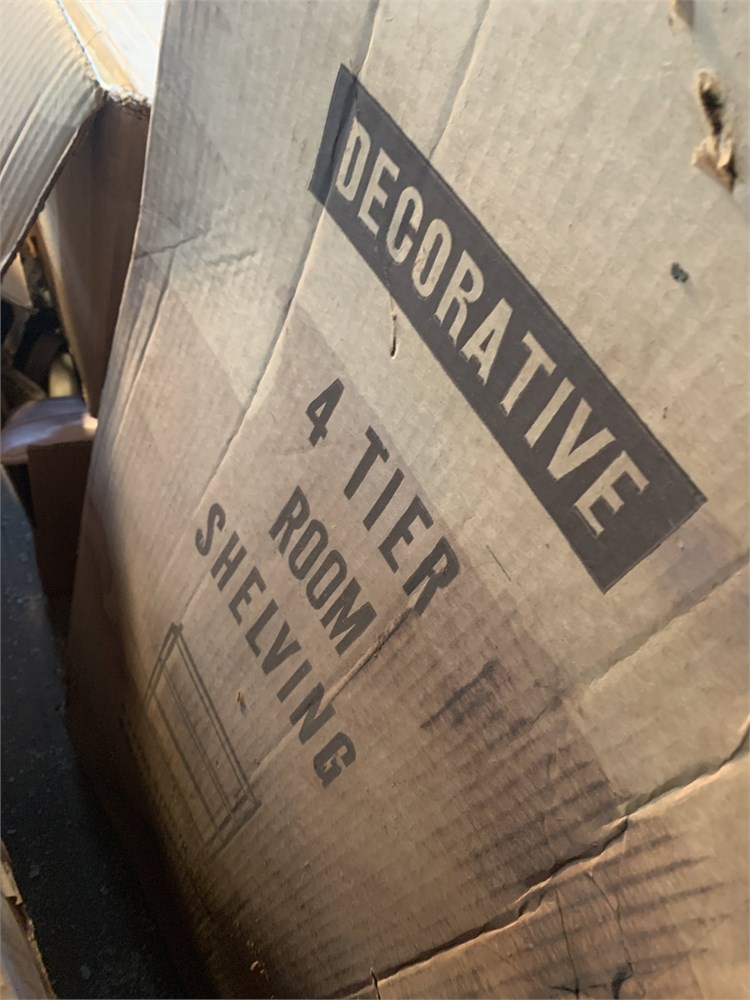 DECORATIVE
4 TIER
ROOM
SHELVING